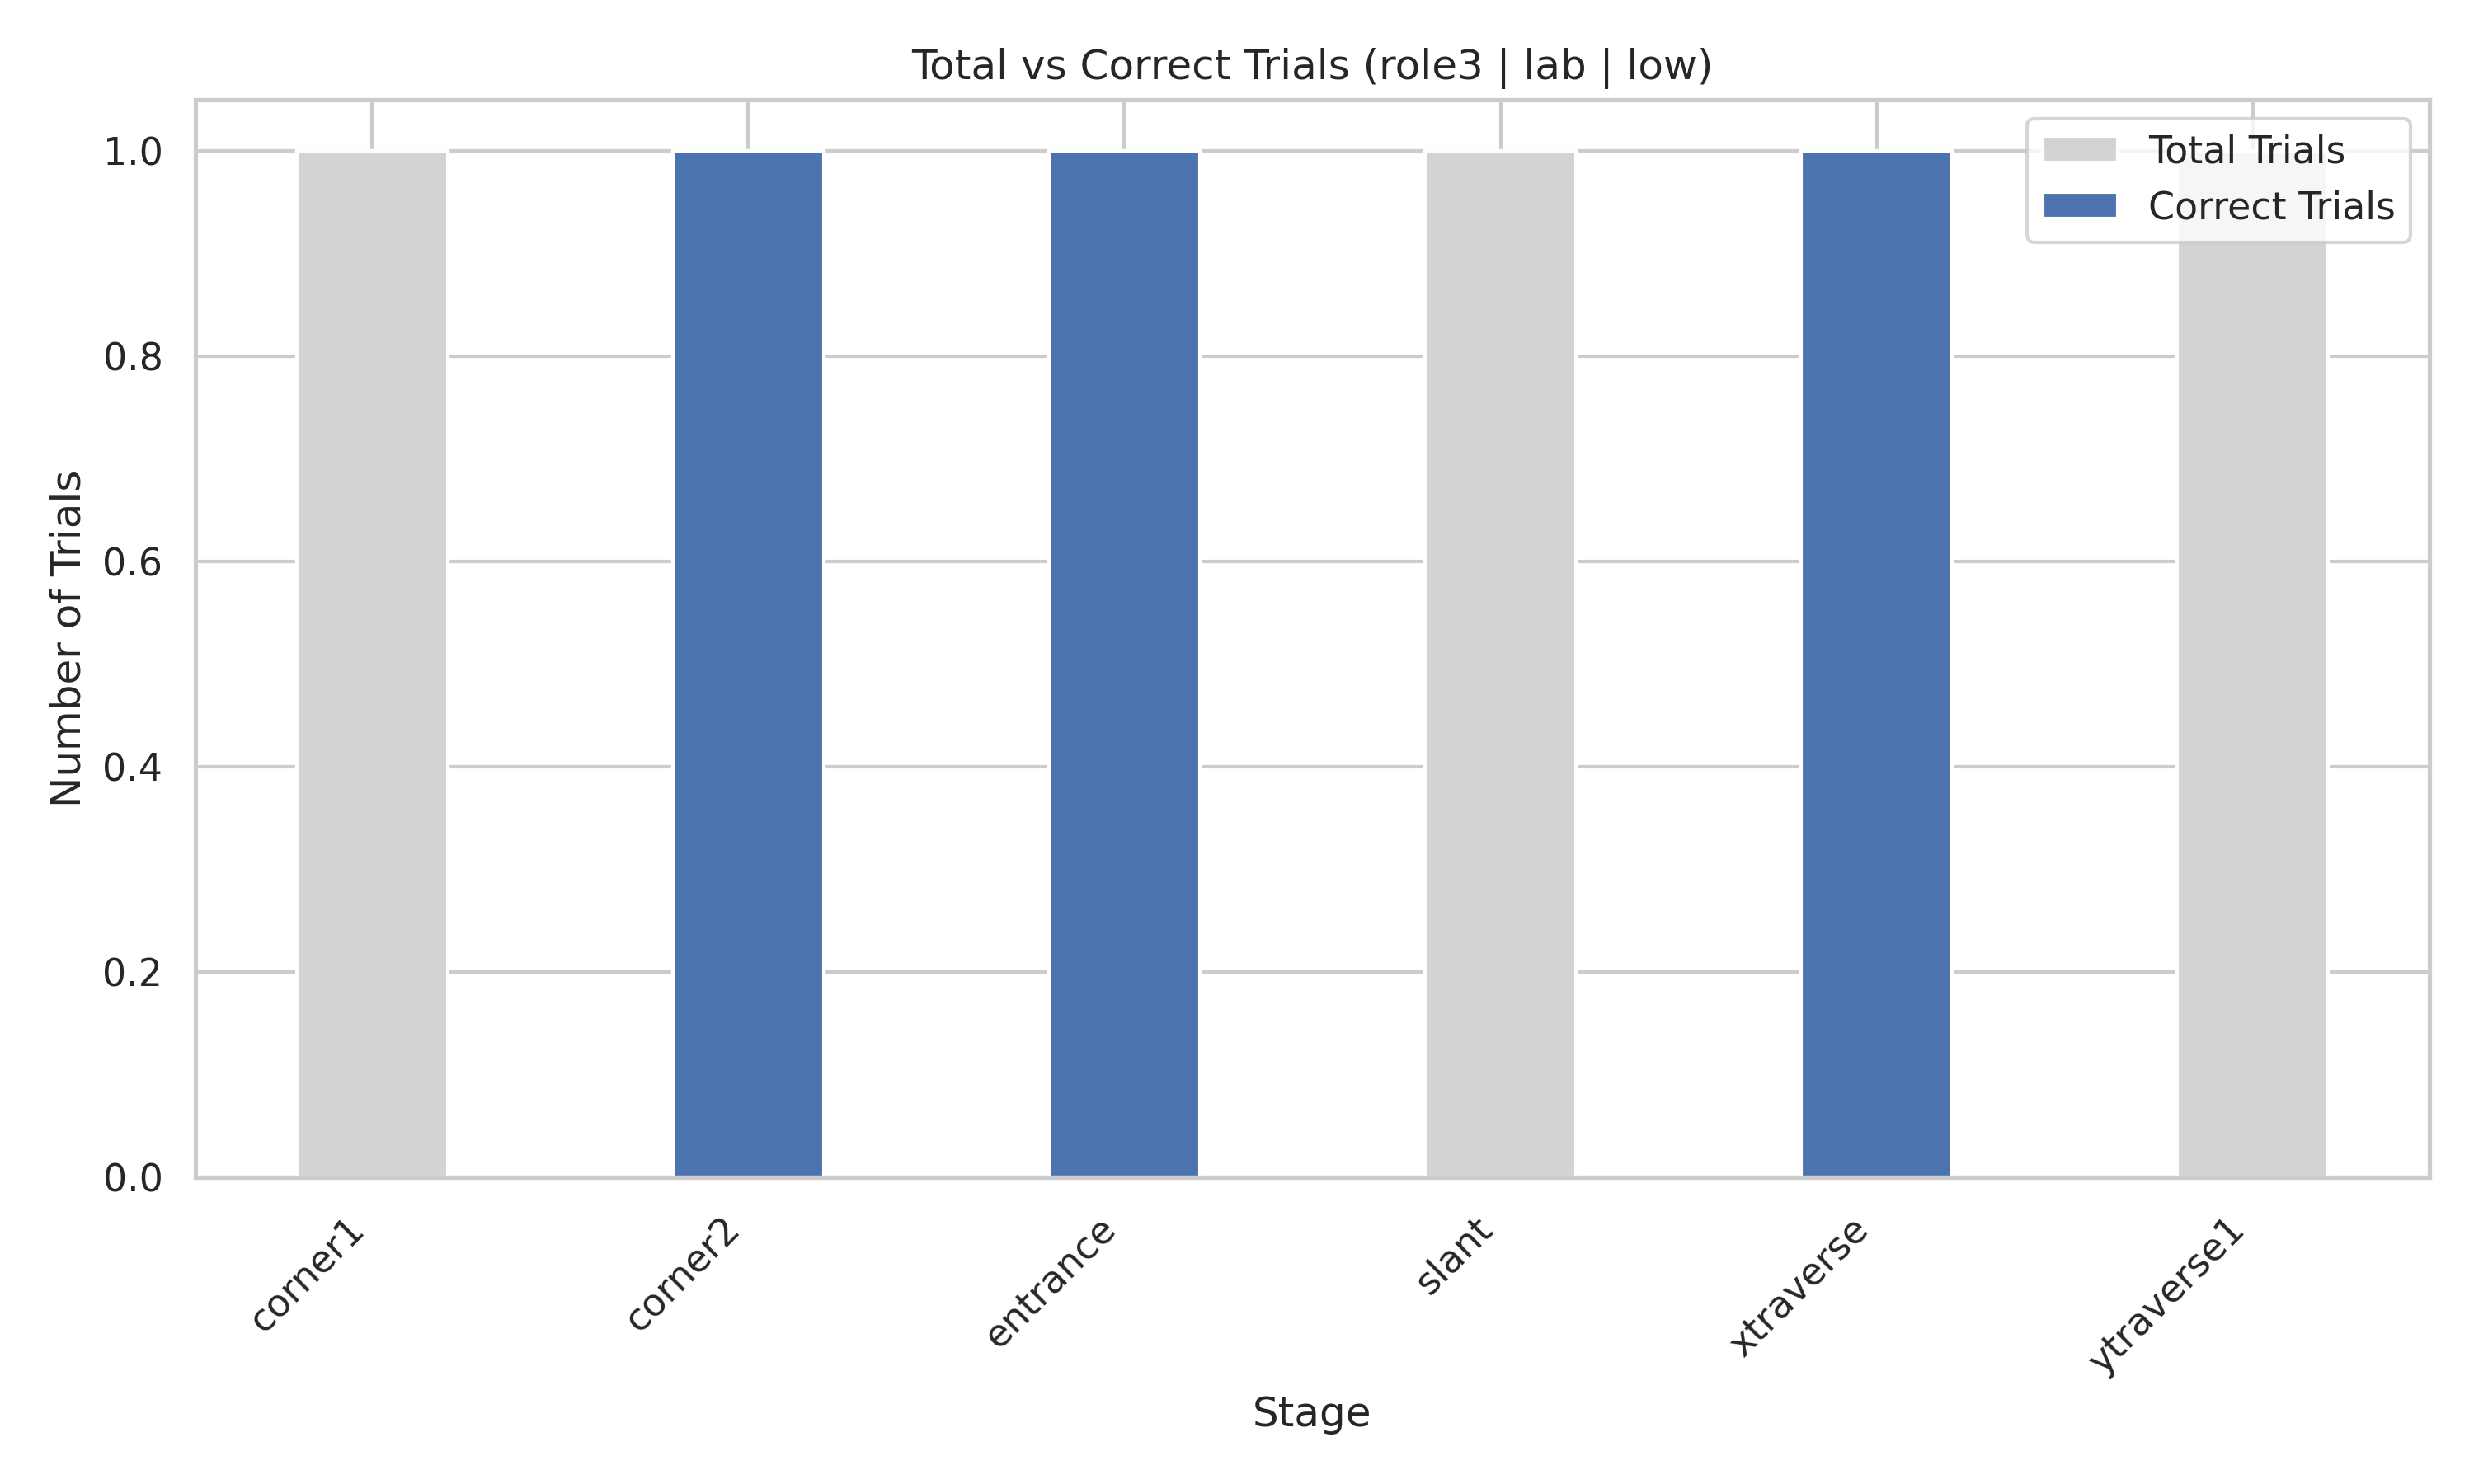 Total vs Correct Trials (role3 | lab | low)
Total Trials
Correct Trials
Number of Trials
1.0
0.8
0.6
0.4
0.2
0.0
corner1
corner2
entrance
slant
xtraverse
ytraverse1
Stage